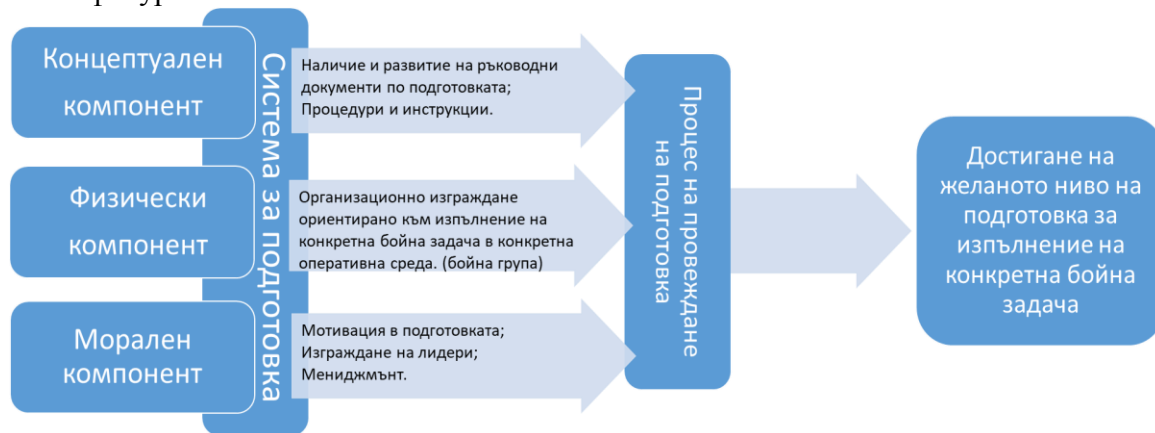 Концептуален
компонент
Физически
компонент
Морален
компонент
Система за подготовка
Наличие и развитие на ръководни
документи по подготовката;
Процедури и инструкции.
Организационно изграждане
ориентирано към изпълнение на
конкретна бойна задача в конкретна
оперативна среда. (бойна група)
Мотивация в подготовката;
Изграждане на лидери;
Мениджмънт.
Процес на провеждане
на подготовка
Достигане на
желаното ниво на
подготовка за
изпълнение на
конкретна бойна
задача